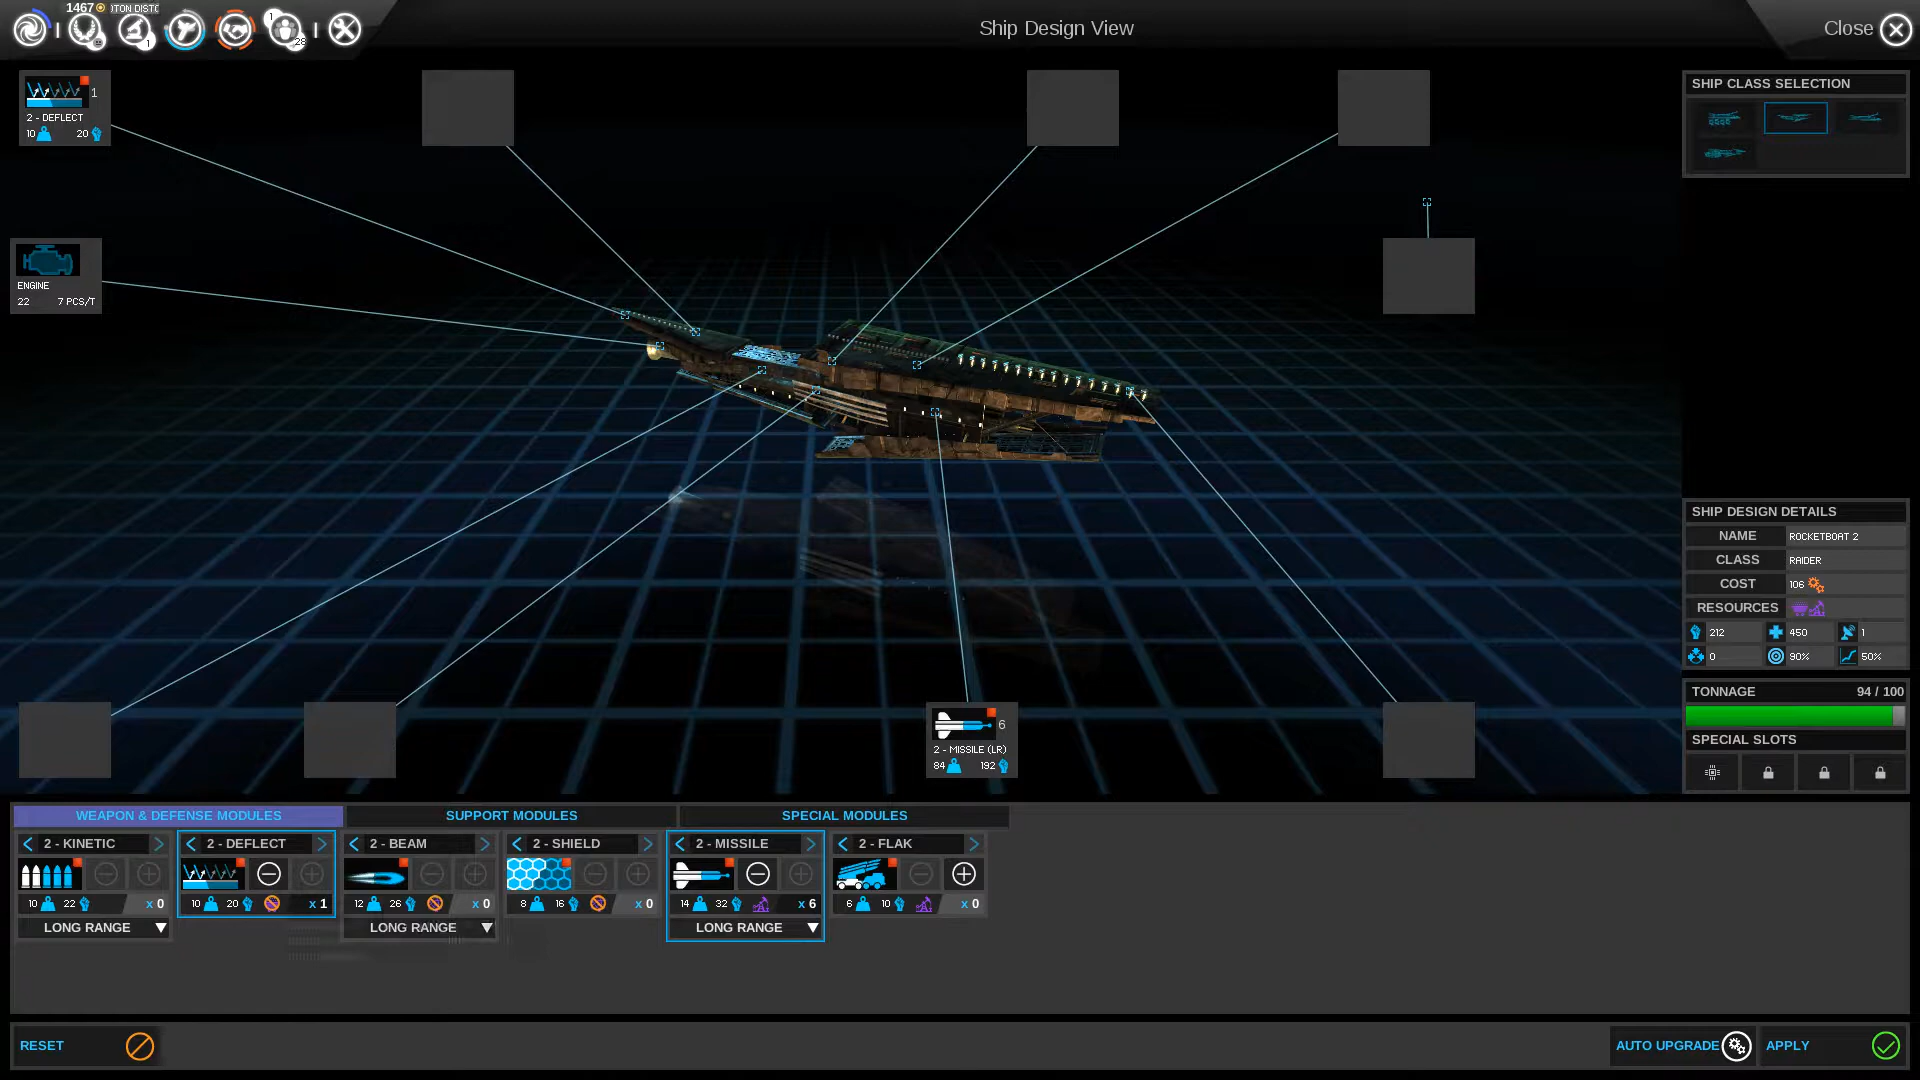 1467
Ship Design View
Close
1
28
1
2 - DEFLECT
10 20
ENGINE
22 7 PCS/T
6
2 - MISSILE (LR)
84 192
SHIP CLASS SELECTION
SHIP DESIGN DETAILS
NAME ROCKETBOAT 2
CLASS RAIDER
COST 106
RESOURCES
212 450 1
0 90% 50%
TONNAGE 94 / 100
SPECIAL SLOTS
WEAPON & DEFENSE MODULES SUPPORT MODULES SPECIAL MODULES
2 - KINETIC 2 - DEFLECT 2 - BEAM 2 - SHIELD 2 - MISSILE 2 - FLAK
10 22 x 0 10 20 x 1 12 26 x 0 8 16 x 0 14 32 x 6 6 10 x 0
LONG RANGE LONG RANGE LONG RANGE
RESET AUTO UPGRADE APPLY